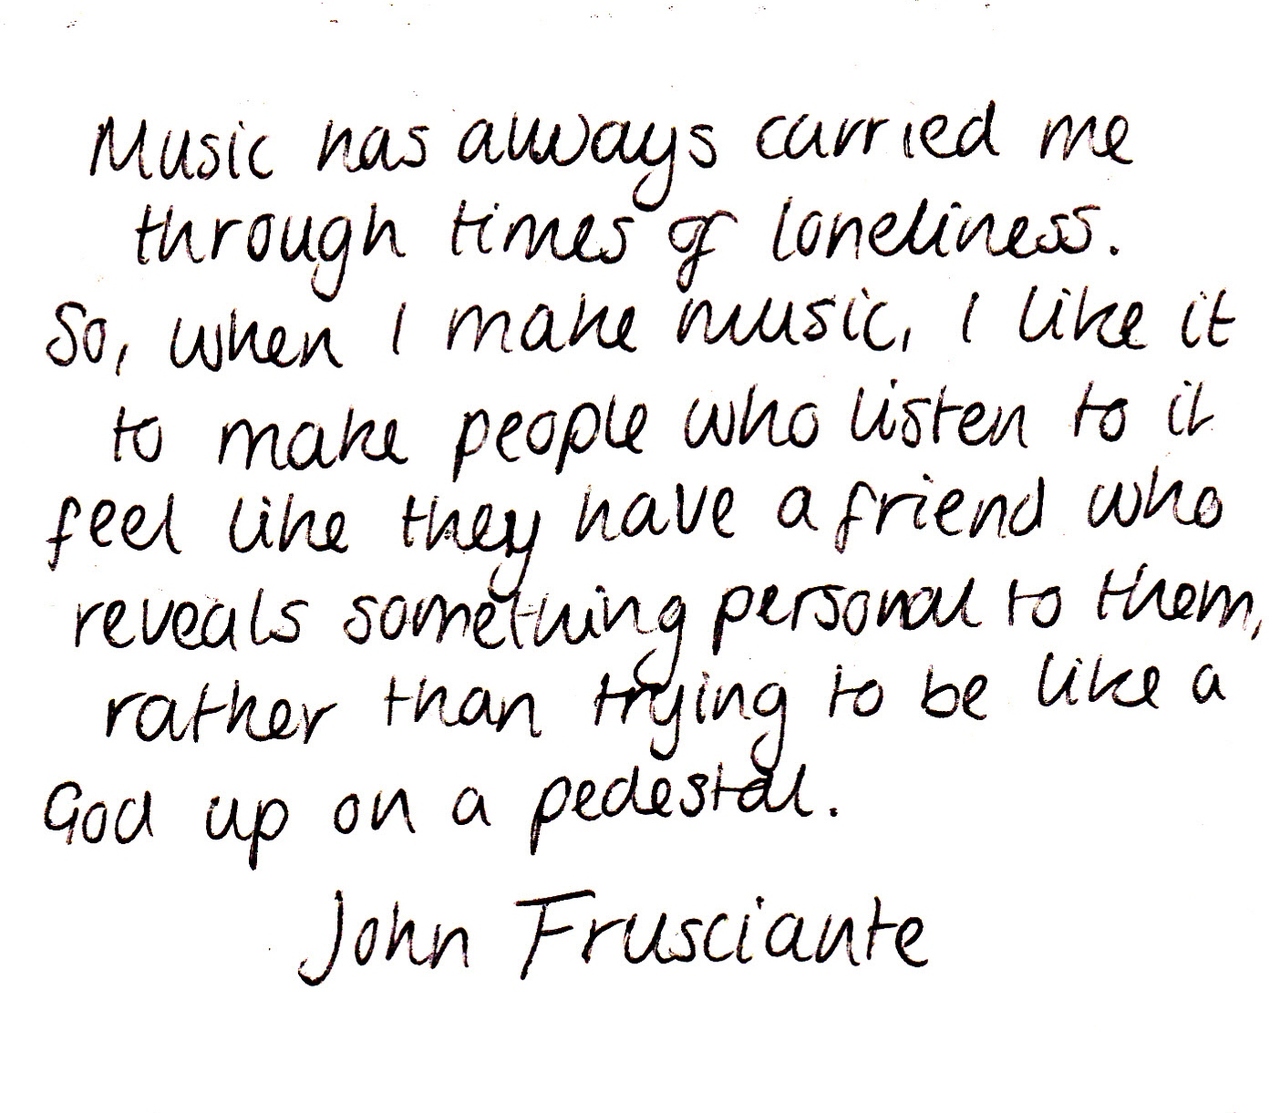 Music has always carried me
through times of loneliness.
So, when I make music, I like it
to make people who listen to it
feel like they have a friend who
reveals something personal to them,
rather than trying to be like a
God up on a pedestal.
John Frusciante